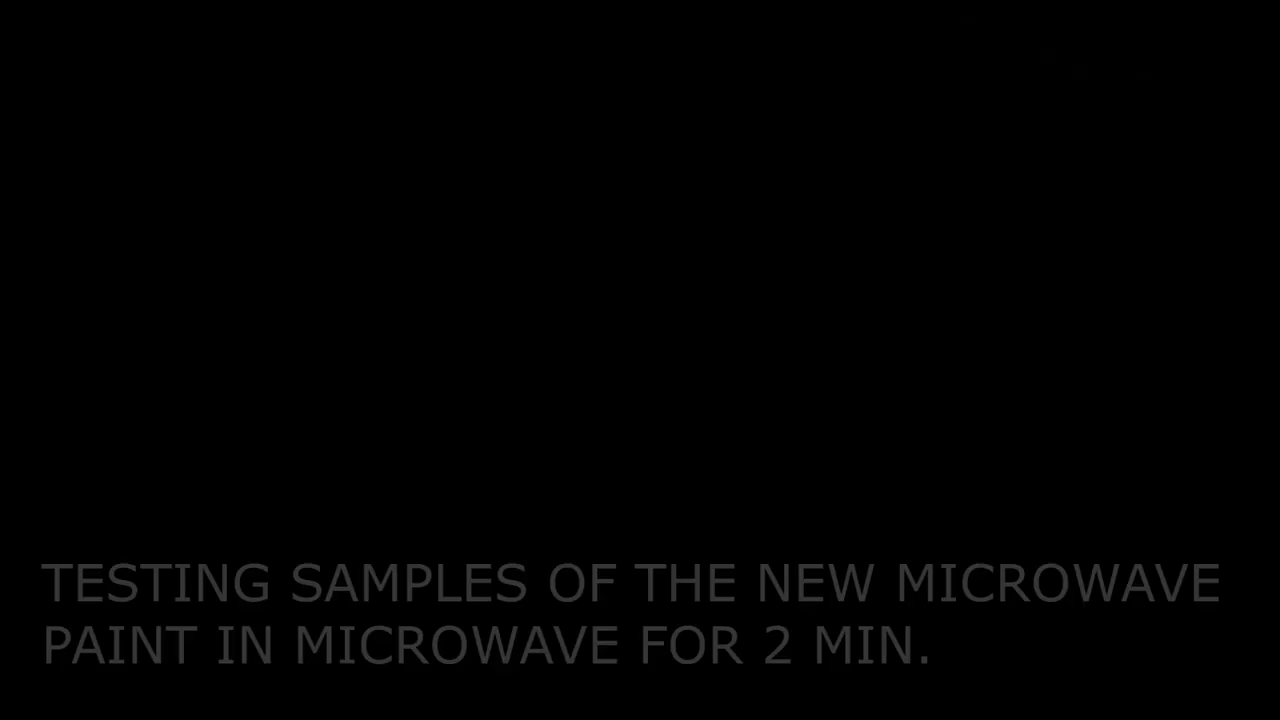 TESTING SAMPLES OF THE NEW MICROWAVE
PAINT IN MICROWAVE FOR 2 MIN.